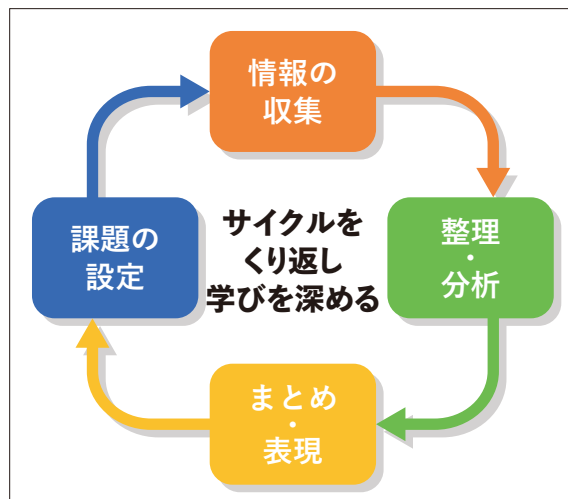 情報の
収集
課題の
設定
サイクルを
くり返し
学びを深める
整理
・
分析
まとめ
・
表現